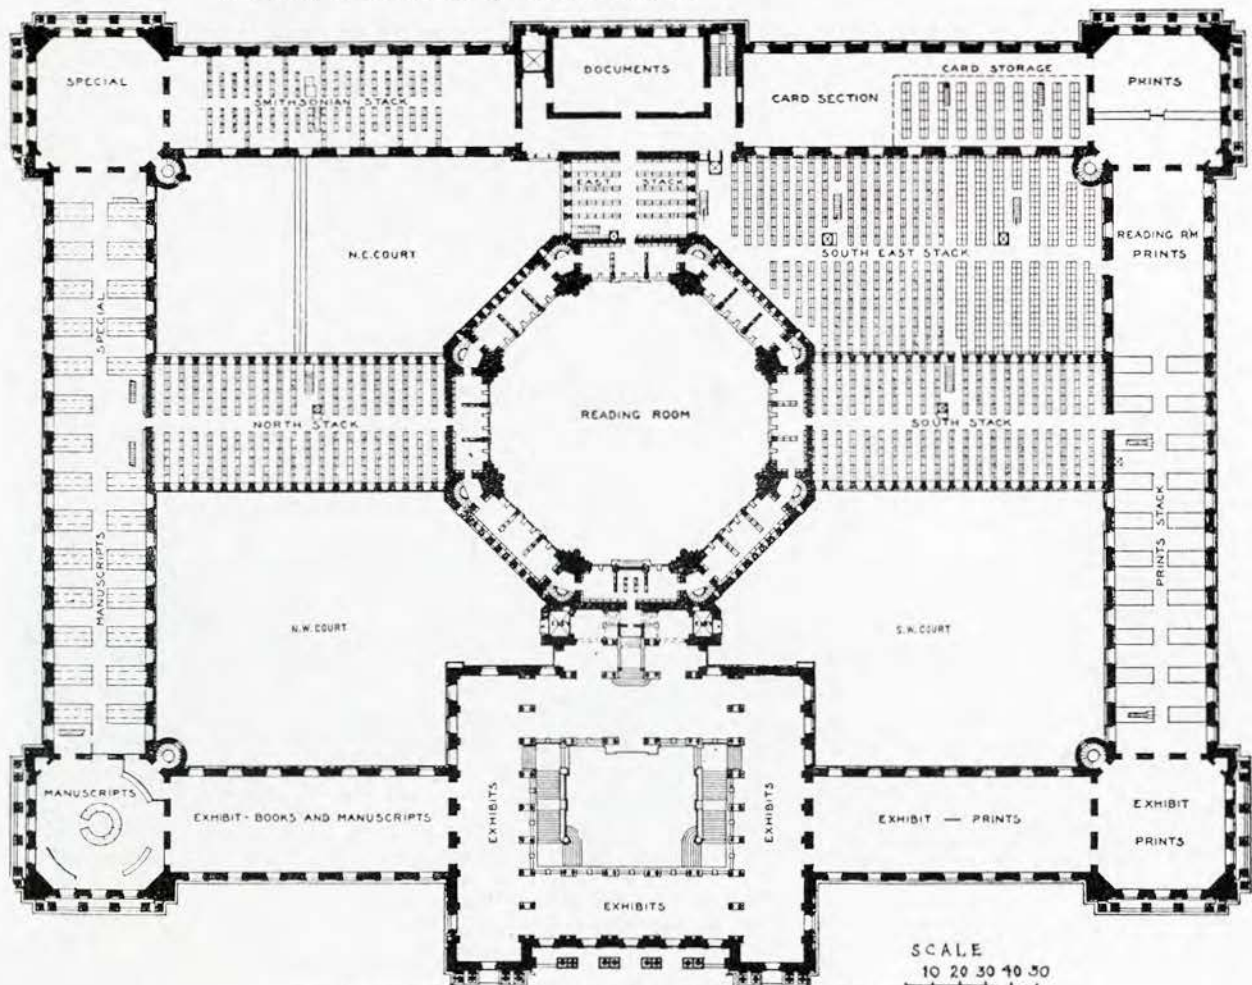 SPECIAL
SMITHSONIAN STACK
DOCUMENTS
CARD SECTION
CARD STORAGE
PRINTS
EAST STACK
N.E. COURT
SOUTH EAST STACK
READING R'M
PRINTS
SPECIAL
MANUSCRIPTS
NORTH STACK
READING ROOM
SOUTH STACK
PRINTS STACK
N.W. COURT
S.W. COURT
MANUSCRIPTS
EXHIBIT - BOOKS AND MANUSCRIPTS
EXHIBITS
EXHIBITS
EXHIBITS
EXHIBIT — PRINTS
EXHIBIT
PRINTS
SCALE
10 20 30 40 50